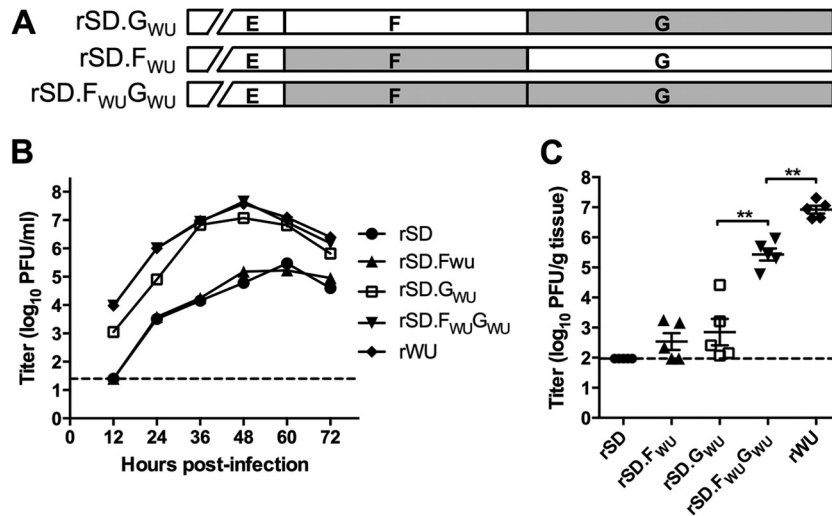 A
rSD.GWU E F G
rSD.FWU E F G
rSD.FWUGWU E F G
B
Titer (log10 PFU/ml)
8
7
6
5
4
3
2
1
0
0 12 24 36 48 60 72
Hours post-infection
rSD
rSD.Fwu
rSD.GWU
rSD.FWUGWU
rWU
C
Titer (log10 PFU/g tissue)
8
7
6
5
4
3
2
1
0
**
**
rSD
rSD.FWU
rSD.GWU
rSD.FWUGWU
rWU